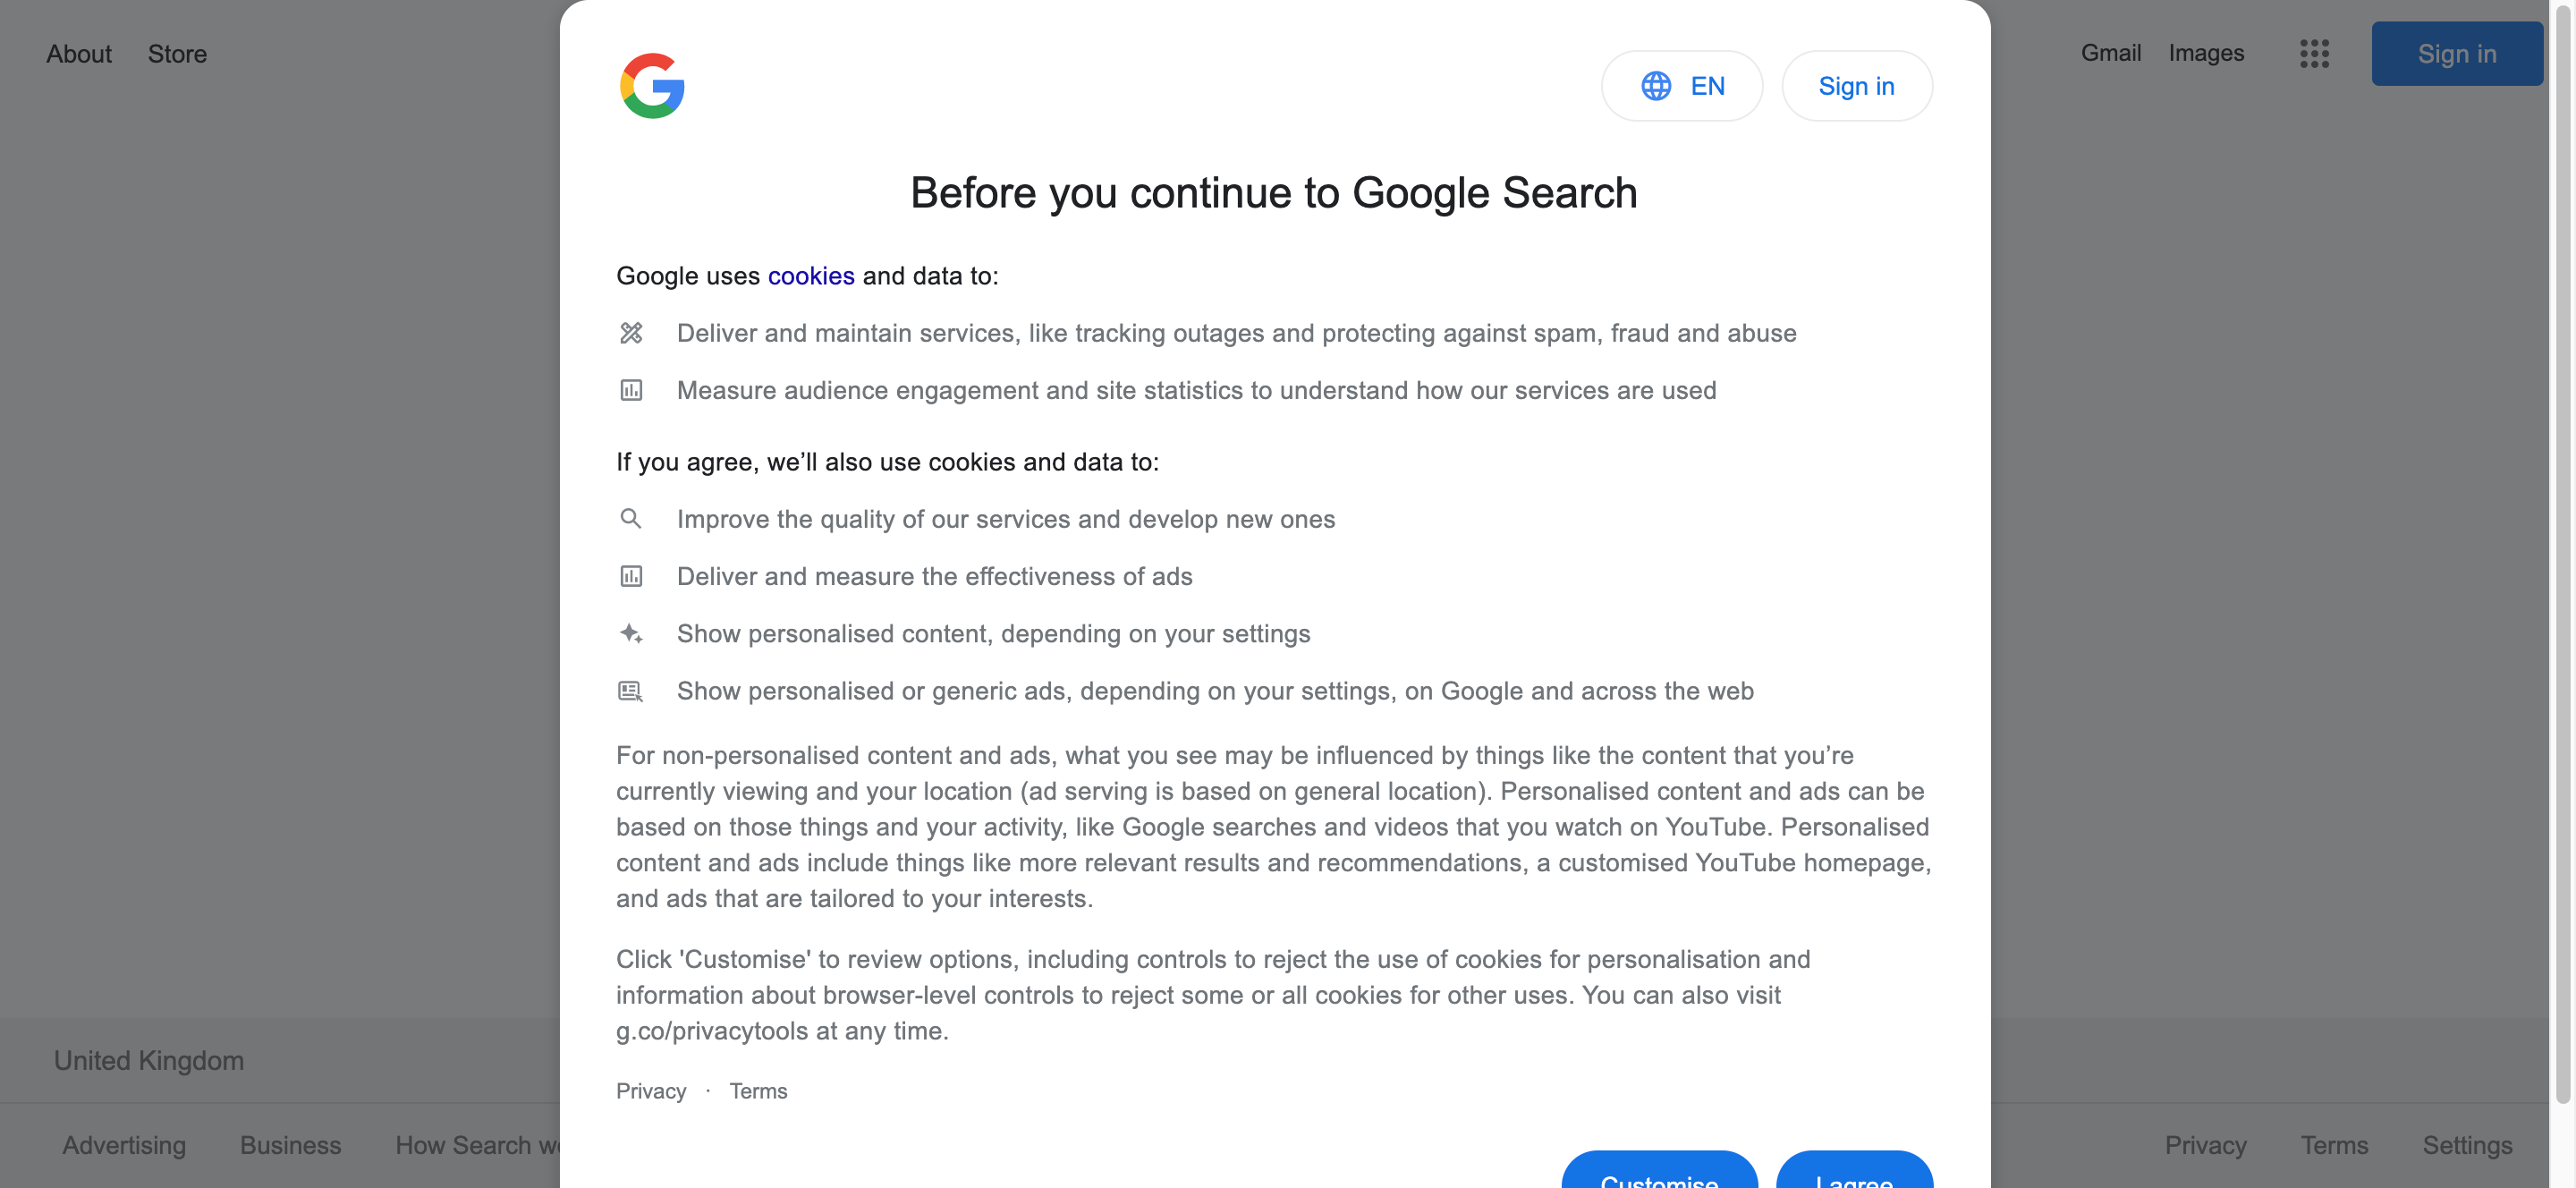 About Store
Gmail Images Sign in
EN Sign in
Before you continue to Google Search
Google uses cookies and data to:
Deliver and maintain services, like tracking outages and protecting against spam, fraud and abuse
Measure audience engagement and site statistics to understand how our services are used
If you agree, we’ll also use cookies and data to:
Improve the quality of our services and develop new ones
Deliver and measure the effectiveness of ads
Show personalised content, depending on your settings
Show personalised or generic ads, depending on your settings, on Google and across the web
For non-personalised content and ads, what you see may be influenced by things like the content that you’re
currently viewing and your location (ad serving is based on general location). Personalised content and ads can be
based on those things and your activity, like Google searches and videos that you watch on YouTube. Personalised
content and ads include things like more relevant results and recommendations, a customised YouTube homepage,
and ads that are tailored to your interests.
Click 'Customise' to review options, including controls to reject the use of cookies for personalisation and
information about browser-level controls to reject some or all cookies for other uses. You can also visit
g.co/privacytools at any time.
Privacy · Terms
Customise I agree
United Kingdom
Advertising Business How Search
Privacy Terms Settings